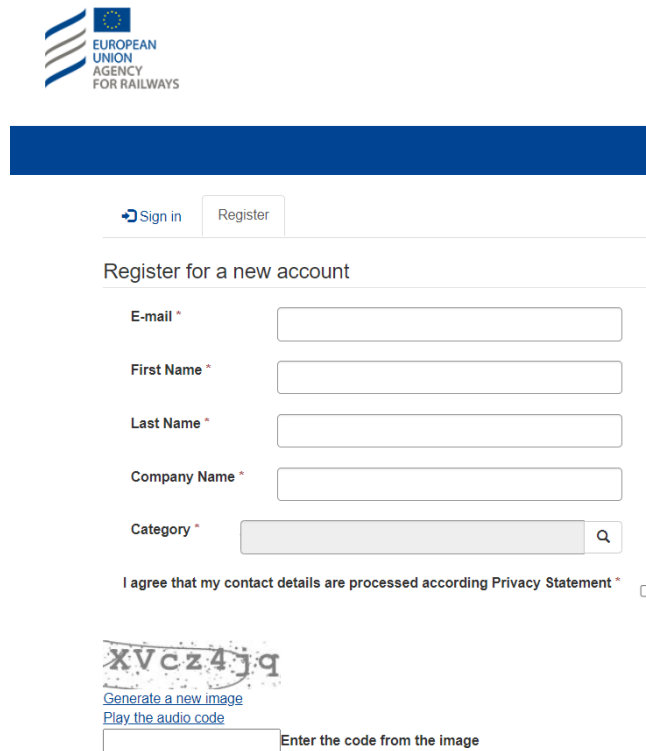 EUROPEAN
UNION
AGENCY
FOR RAILWAYS
Sign in
Register
Register for a new account
E-mail *
First Name *
Last Name *
Company Name *
Category *
I agree that my contact details are processed according Privacy Statement *
XVcz4jq
Generate a new image
Play the audio code
Enter the code from the image